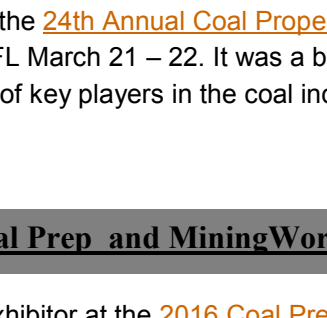 the 24th Annual Coal Prope
FL March 21 – 22. It was a b
of key players in the coal in
al Prep and MiningWor
xhibitor at the 2016 Coal Pre